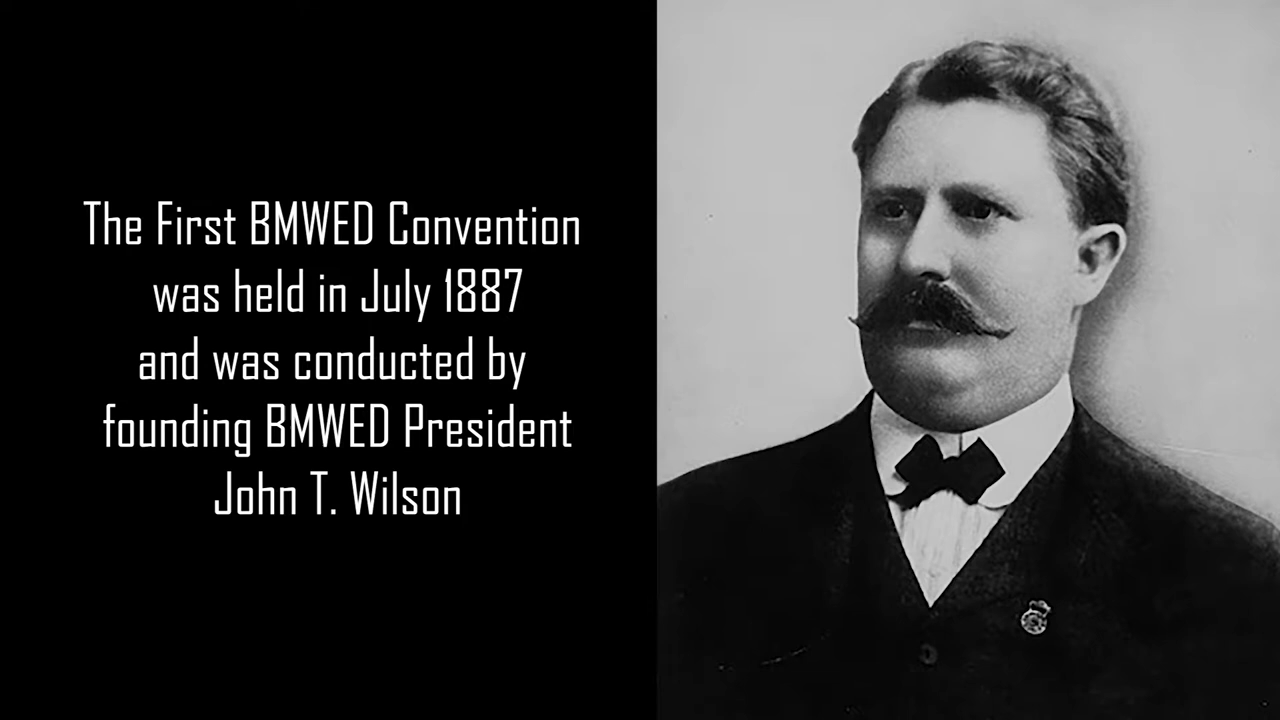 The First BMWED Convention
was held in July 1887
and was conducted by
founding BMWED President
John T. Wilson